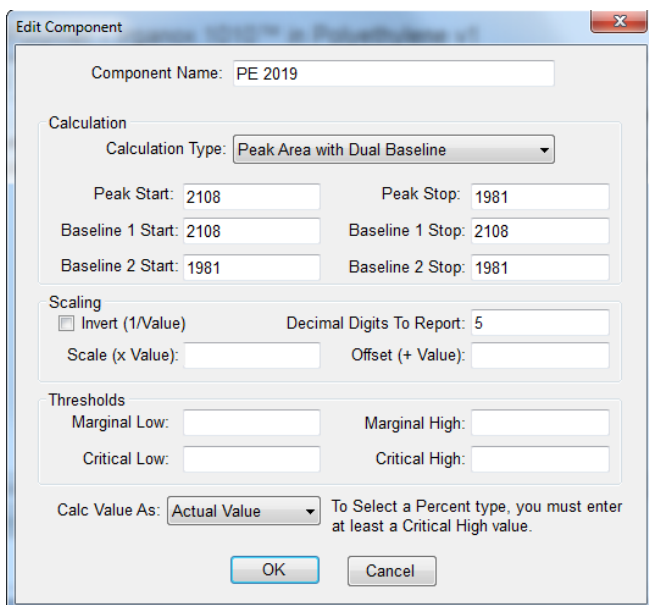 Edit Component
Component Name: PE 2019
Calculation
Calculation Type: Peak Area with Dual Baseline
Peak Start: 2108 Peak Stop: 1981
Baseline 1 Start: 2108 Baseline 1 Stop: 2108
Baseline 2 Start: 1981 Baseline 2 Stop: 1981
Scaling
Invert (1/Value) Decimal Digits To Report: 5
Scale (x Value): Offset (+ Value):
Thresholds
Marginal Low: Marginal High:
Critical Low: Critical High:
Calc Value As: Actual Value To Select a Percent type, you must enter
at least a Critical High value.
OK Cancel